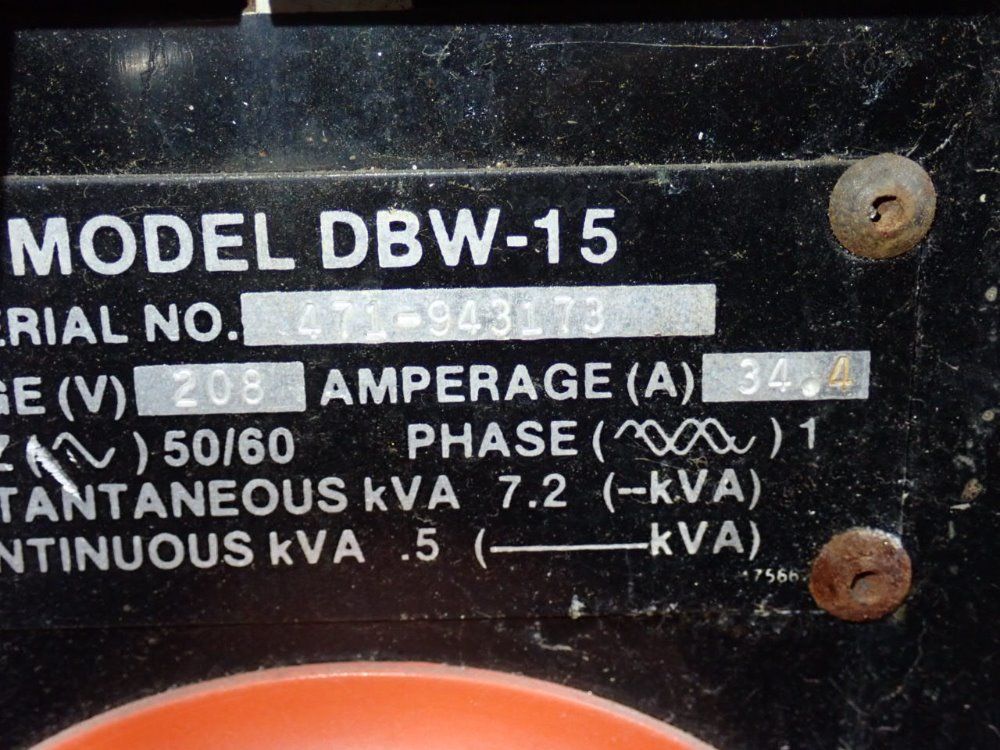 MODEL DBW-15
ERIAL NO. 471-943173
GE (V) 208 AMPERAGE (A) 34.4
Z (∿) 50/60 PHASE ( ) 1
TANTANEOUS kVA 7.2 (--kVA)
NTINUOUS kVA .5 (———kVA)
7566